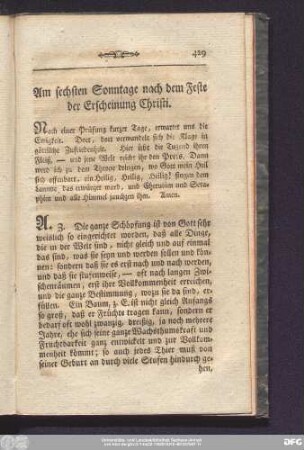 429
Am sechsten Sonntage nach dem Feste
der Erscheinung Christi.
Nach einer Prüfung kurzer Tage, erwartet uns die
Ewigkeit. Dort, dort verwandelt sich die Klage in
göttliche Zufriedenheit. Hier übt die Tugend ihren
Fleiß, — und jene Welt reicht ihr den Preis. Dann
werd ich zu dem Throne dringen, wo Gott mein Heil
sich offenbart, ein Heilig, Heilig, Heilig! singen dem
Lamme das erwürget ward, und Cherubim und Sera-
phim und alle Himmel jauchzen ihm. Amen.
A. Z. Die ganze Schöpfung ist von Gott sehr
weislich so eingerichtet worden, daß alle Dinge,
die in der Welt sind, nicht gleich und auf einmal
das sind, was sie seyn und werden sollen und kön-
nen: sondern daß sie es erst nach und nach werden,
und daß sie stufenweise, — oft nach langen Zwi-
schenräumen, erst ihre Vollkommenheit erreichen,
und die ganze Bestimmung, wozu sie da sind, er-
füllen. Ein Baum, z. E. ist nicht gleich Anfangs
so groß, daß er Früchte tragen kann, sondern er
bedarf oft wohl zwanzig, dreißig, ja noch mehrere
Jahre, ehe sich seine ganze Wachsthumskraft und
Fruchtbarkeit ganz entwickelt und zur Vollkom-
menheit kömmt; so auch jedes Thier muß von
seiner Geburt an durch viele Stufen hindurch ge-
hen,